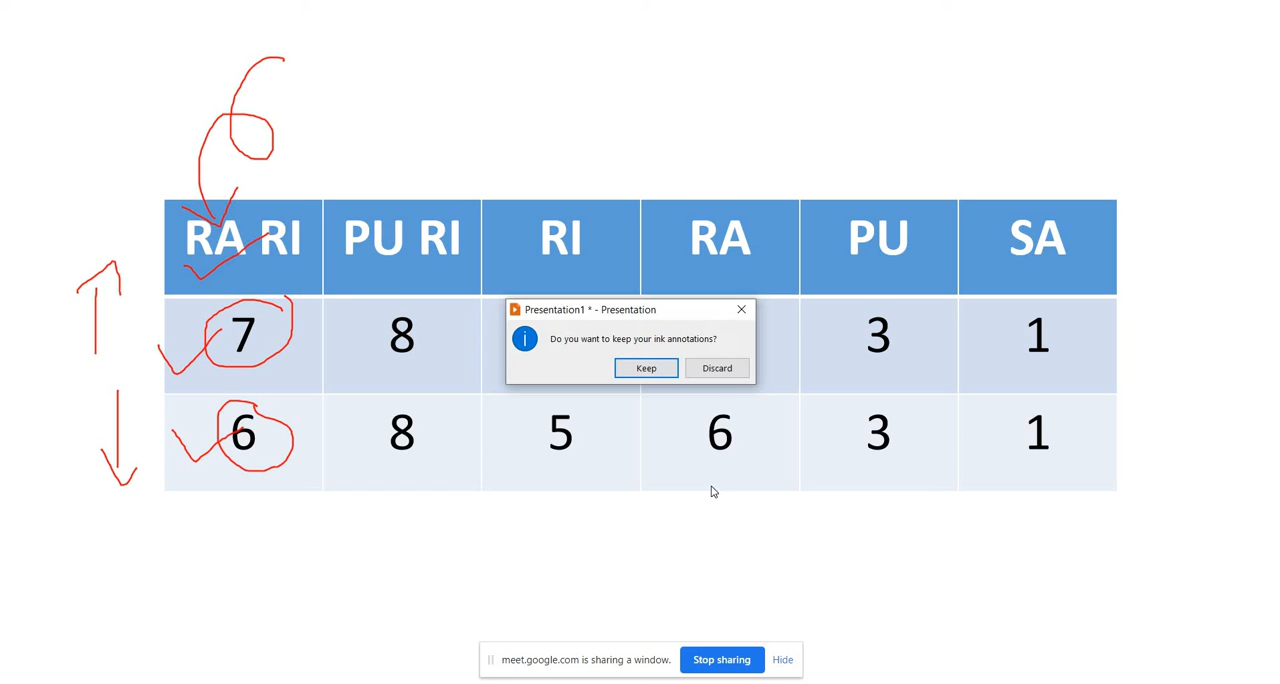 6
RA RI PU RI RI RA PU SA
Presentation1 * - Presentation
Do you want to keep your ink annotations?
Keep Discard
7 8 3 1
6 8 5 6 3 1
meet.google.com is sharing a window. Stop sharing Hide